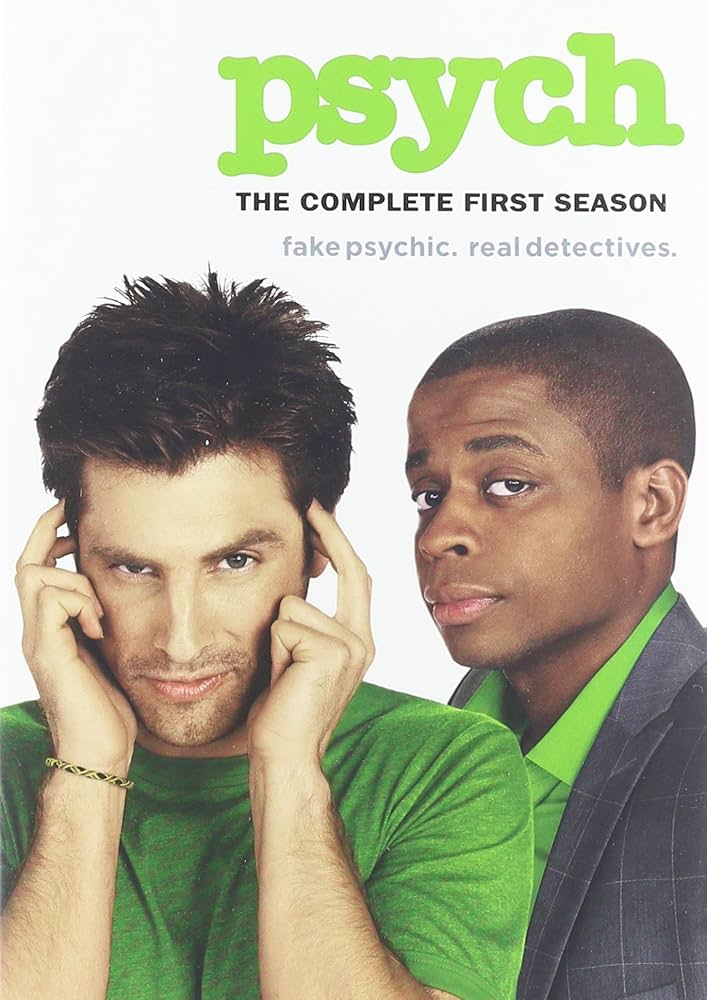 psych
THE COMPLETE FIRST SEASON
fake psychic. real detectives.